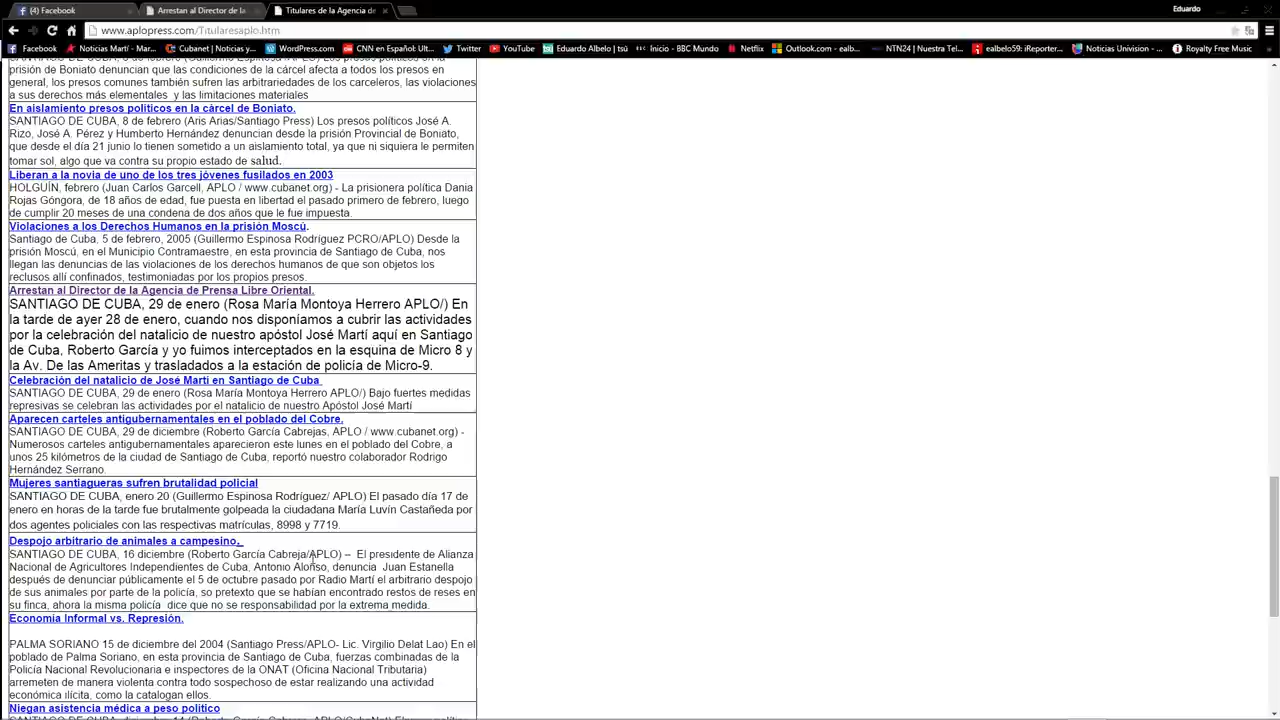 (4) Facebook
Arrestan al Director de la
Titulares de la Agencia de
Eduardo
www.aplopress.com/Titularesaplo.htm
Facebook
Noticias Martí - Mar...
Cubanet | Noticias y...
WordPress.com
CNN en Español: Ult...
Twitter
YouTube
Eduardo Albelo | tsú
Inicio - BBC Mundo
Netflix
Outlook.com - ealb...
NTN24 | Nuestra Tel...
ealbelo59: iReporter...
Noticias Univision - ...
Royalty Free Music
prisión de Boniato denuncian que las condiciones de la cárcel afecta a todos los presos en
general, los presos comunes también sufren las arbitrariedades de los carceleros, las violaciones
a sus derechos más elementales y las limitaciones materiales
En aislamiento presos políticos en la cárcel de Boniato.
SANTIAGO DE CUBA, 8 de febrero (Aris Arias/Santiago Press) Los presos políticos José A.
Rizo, José A. Pérez y Humberto Hernández denuncian desde la prisión Provincial de Boniato,
que desde el día 21 junio lo tienen sometido a un aislamiento total, ya que ni siquiera le permiten
tomar sol, algo que va contra su propio estado de salud.
Liberan a la novia de uno de los tres jóvenes fusilados en 2003
HOLGUÍN, febrero (Juan Carlos Garcell, APLO / www.cubanet.org) - La prisionera política Dania
Rojas Góngora, de 18 años de edad, fue puesta en libertad el pasado primero de febrero, luego
de cumplir 20 meses de una condena de dos años que le fue impuesta.
Violaciones a los Derechos Humanos en la prisión Moscú.
Santiago de Cuba, 5 de febrero, 2005 (Guillermo Espinosa Rodríguez PCRO/APLO) Desde la
prisión Moscú, en el Municipio Contramaestre, en esta provincia de Santiago de Cuba, nos
llegan las denuncias de las violaciones de los derechos humanos de que son objetos los
reclusos allí confinados, testimoniadas por los propios presos.
Arrestan al Director de la Agencia de Prensa Libre Oriental.
SANTIAGO DE CUBA, 29 de enero (Rosa María Montoya Herrero APLO/) En
la tarde de ayer 28 de enero, cuando nos disponíamos a cubrir las actividades
por la celebración del natalicio de nuestro apóstol José Martí aquí en Santiago
de Cuba, Roberto García y yo fuimos interceptados en la esquina de Micro 8 y
la Av. De las Ameritas y trasladados a la estación de policía de Micro-9.
Celebración del natalicio de José Martí en Santiago de Cuba
SANTIAGO DE CUBA, 29 de enero (Rosa María Montoya Herrero APLO/) Bajo fuertes medidas
represivas se celebran las actividades por el natalicio de nuestro Apóstol José Martí
Aparecen carteles antigubernamentales en el poblado del Cobre.
SANTIAGO DE CUBA, 29 de diciembre (Roberto García Cabrejas, APLO / www.cubanet.org) -
Numerosos carteles antigubernamentales aparecieron este lunes en el poblado del Cobre, a
unos 25 kilómetros de la ciudad de Santiago de Cuba, reportó nuestro colaborador Rodrigo
Hernández Serrano.
Mujeres santiagueras sufren brutalidad policial
SANTIAGO DE CUBA, enero 20 (Guillermo Espinosa Rodríguez/ APLO) El pasado día 17 de
enero en horas de la tarde fue brutalmente golpeada la ciudadana María Luvín Castañeda por
dos agentes policiales con las respectivas matrículas, 8998 y 7719.
Despojo arbitrario de animales a campesino.
SANTIAGO DE CUBA, 16 diciembre (Roberto García Cabreja/APLO) – El presidente de Alianza
Nacional de Agricultores Independientes de Cuba, Antonio Alonso, denuncia Juan Estanella
después de denunciar públicamente el 5 de octubre pasado por Radio Martí el arbitrario despojo
de sus animales por parte de la policía, so pretexto que se habían encontrado restos de reses en
su finca, ahora la misma policía dice que no se responsabilidad por la extrema medida.
Economía Informal vs. Represión.
PALMA SORIANO 15 de diciembre del 2004 (Santiago Press/APLO- Lic. Virgilio Delat Lao) En el
poblado de Palma Soriano, en esta provincia de Santiago de Cuba, fuerzas combinadas de la
Policía Nacional Revolucionaria e inspectores de la ONAT (Oficina Nacional Tributaria)
arremeten de manera violenta contra todo sospechoso de estar realizando una actividad
económica ilícita, como la catalogan ellos.
Niegan asistencia médica a peso político